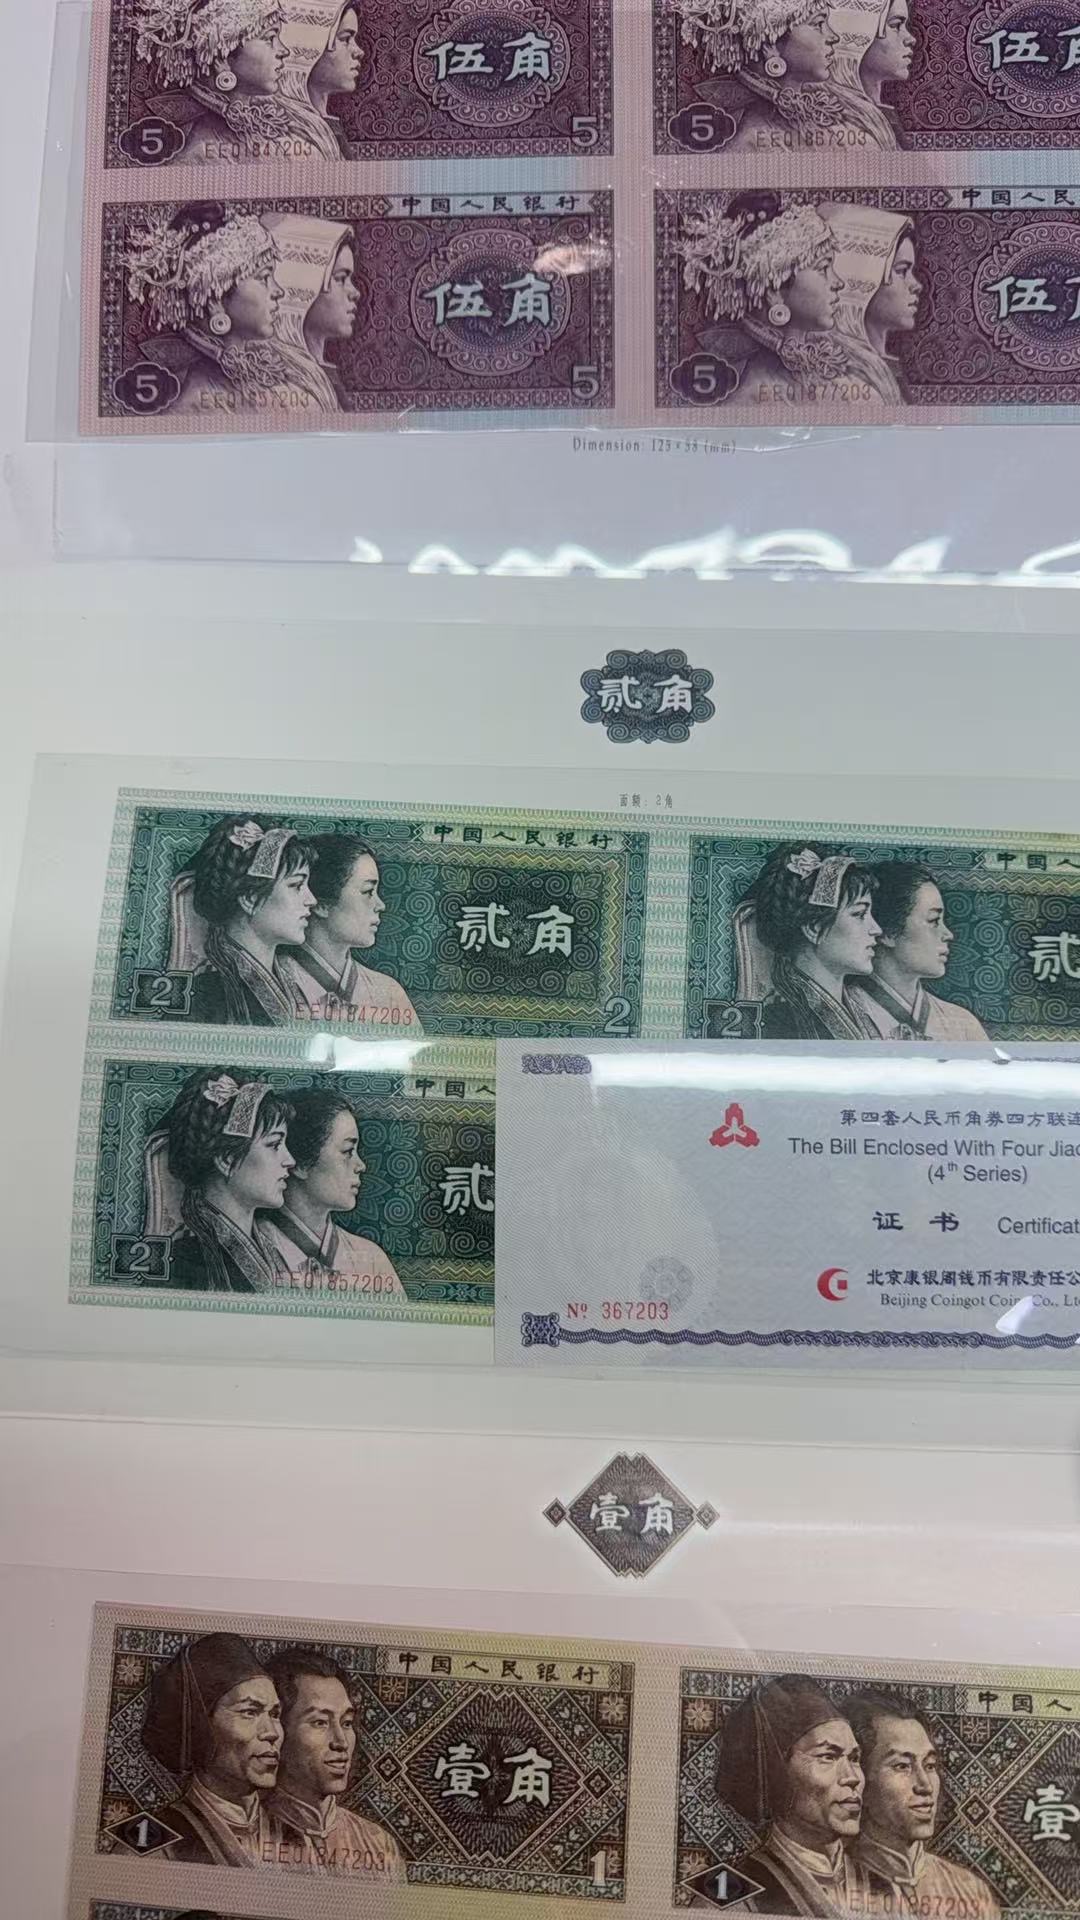 伍角
伍
5
EE01847203
5
5
EE01867203
中国人民银行
中国人民
伍角
伍
5
EE01857203
5
5
EE01877203
Dimension: 125×58 (mm)
贰角
面额: 2角
中国人民银行
中国人
贰角
贰
2
EE01847203
2
2
中国人
贰
2
EE01857203
第四套人民币角券四方联连
The Bill Enclosed With Four Jiao
(4th Series)
证书 Certificat
北京康银阁钱币有限责任公
Beijing Coingot Coin Co., Lt
Nº 367203
壹角
中国人民银行
中国人
壹角
壹
1
EE01847203
1
1
EE01867203